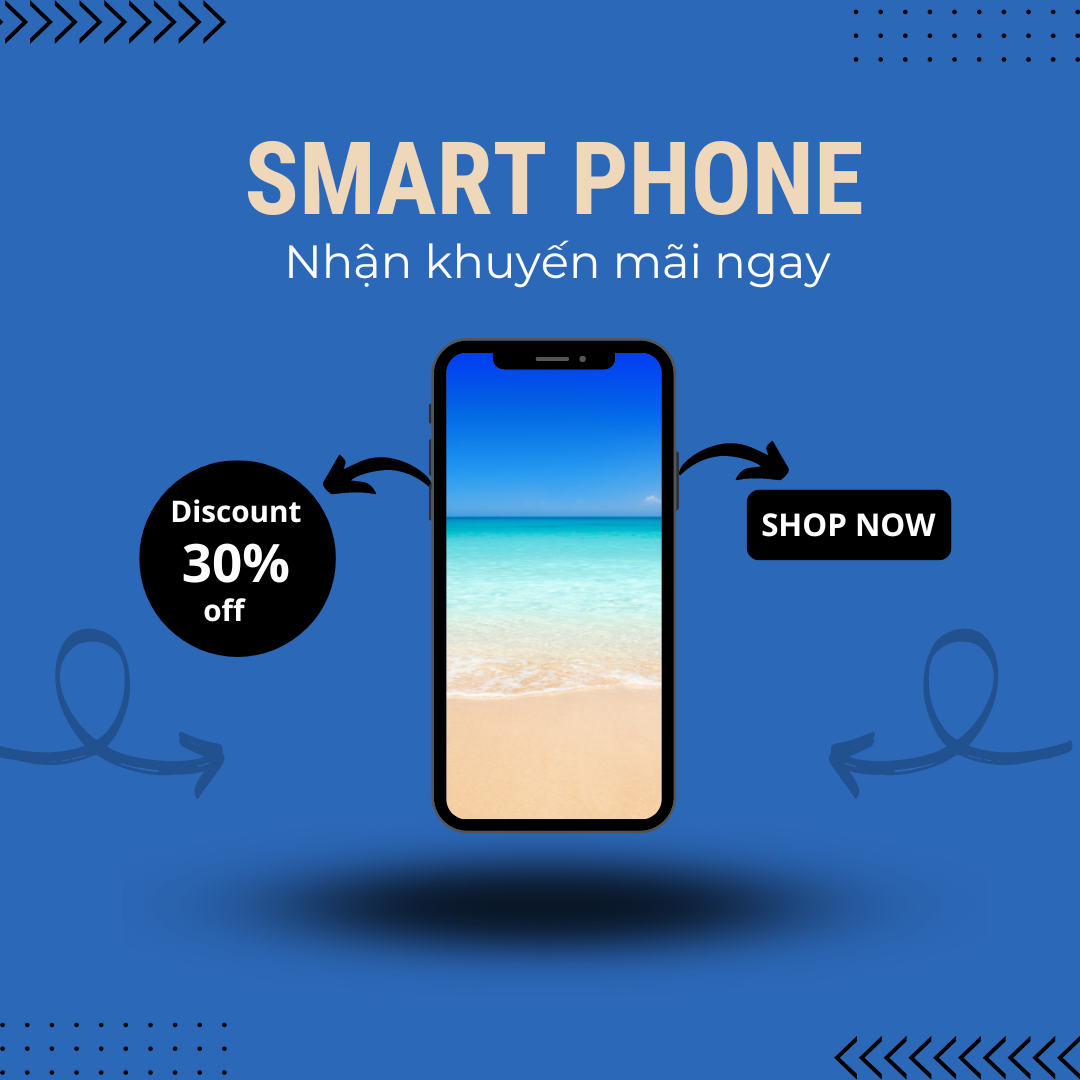 SMART PHONE
Nhận khuyến mãi ngay
Discount
30%
off
SHOP NOW